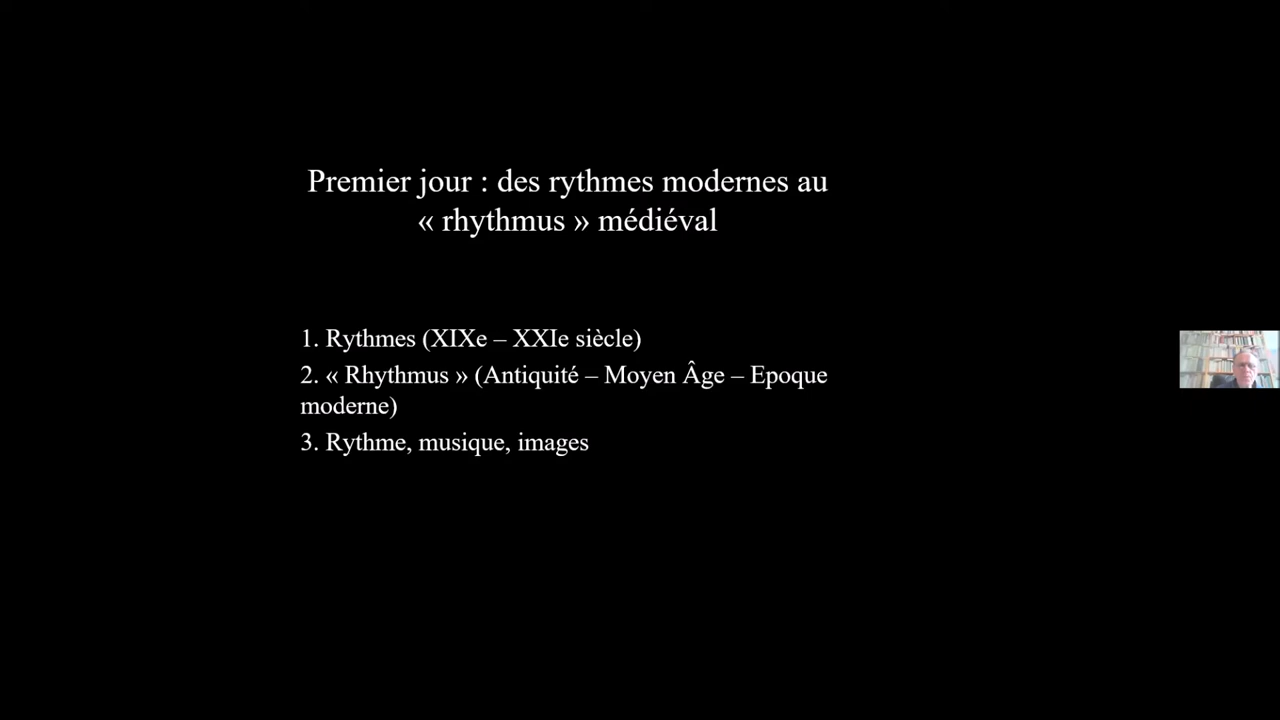 Premier jour : des rythmes modernes au
« rhythmus » médiéval
1. Rythmes (XIXe – XXIe siècle)
2. « Rhythmus » (Antiquité – Moyen Âge – Epoque
moderne)
3. Rythme, musique, images